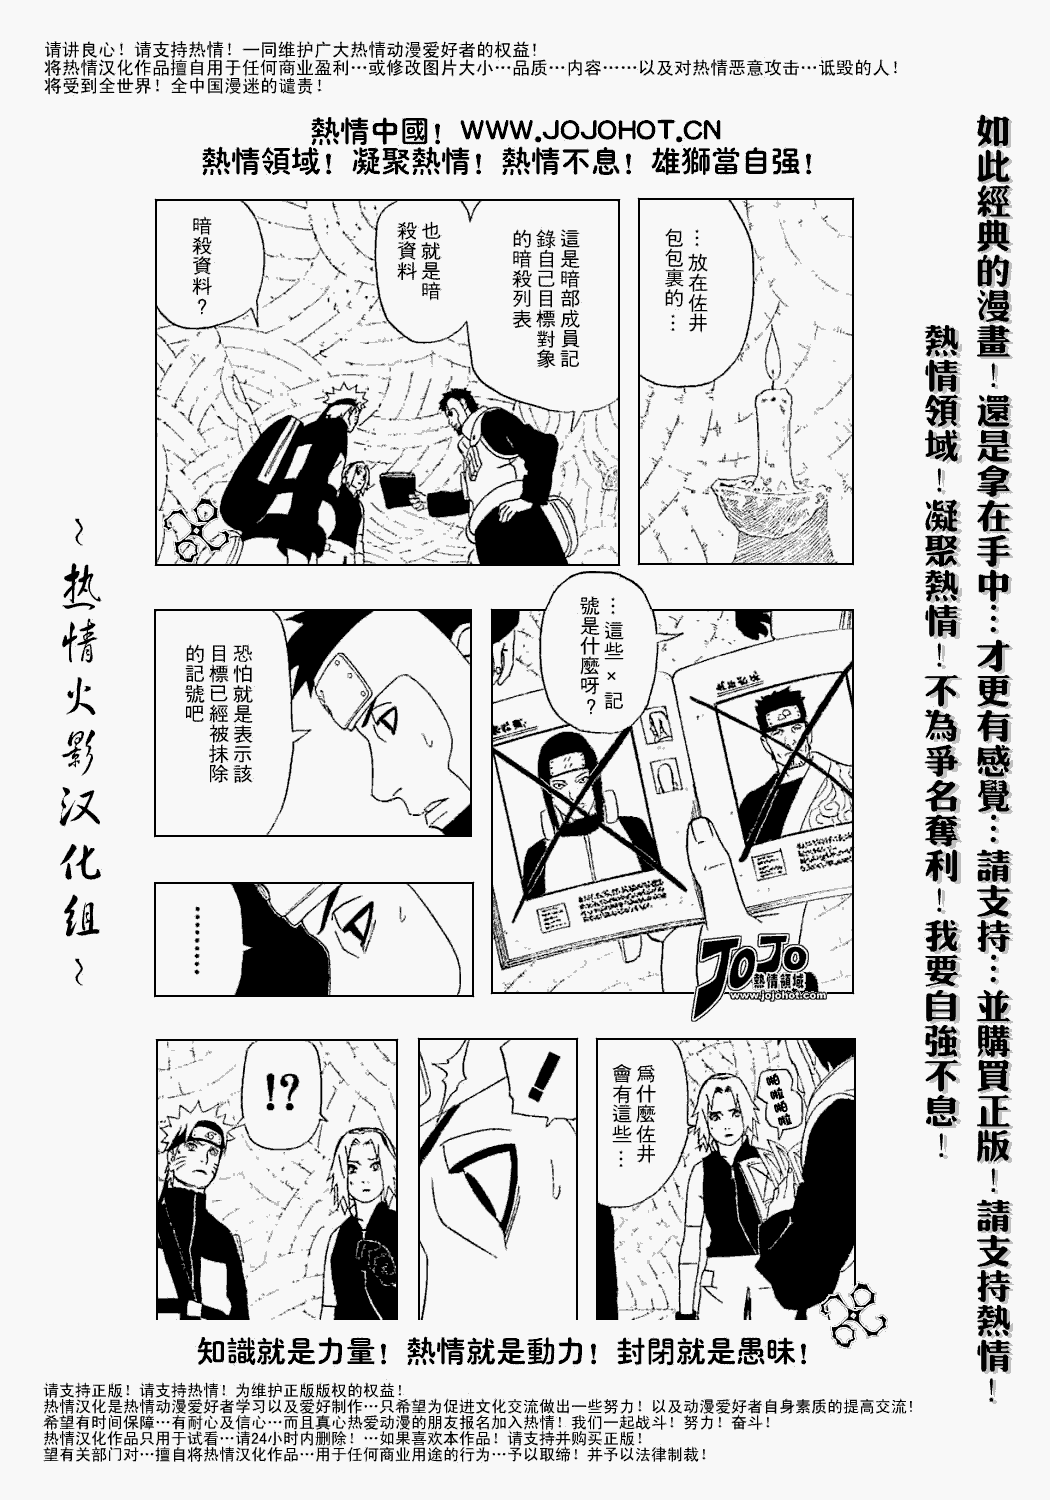 请讲良心！请支持热情！一同维护广大热情动漫爱好者的权益！
将热情汉化作品擅自用于任何商业盈利…或修改图片大小…品质…内容……以及对热情恶意攻击…诋毁的人！
将受到全世界！全中国漫迷的谴责！
熱情中國！WWW.JOJOHOT.CN
熱情領域！凝聚熱情！熱情不息！雄獅當自强！
如此經典的漫畫！還是拿在手中…才更有感覺…請支持…並購買正版！請支持熱情！
熱情領域！凝聚熱情！不為爭名奪利！我要自強不息！
～热情火影汉化组～
…放在佐井
包包裏的…
這是暗部成員記
錄自己目標對象
的暗殺列表
也就是暗
殺資料
暗殺資料？
…這些×記
號是什麼呀？
恐怕就是表示該
目標已經被抹除
的記號吧
………
JOJO
熱情領域
www.jojohot.com
爲什麼佐井
會有這些…
啪啦啪啦
！
!?
知識就是力量！熱情就是動力！封閉就是愚昧！
请支持正版！请支持热情！为维护正版版权的权益！
热情汉化是热情动漫爱好者学习以及爱好制作…只希望为促进文化交流做出一些努力！以及动漫爱好者自身素质的提高交流！
希望有时间保障…有耐心及信心…而且真心热爱动漫的朋友报名加入热情！我们一起战斗！努力！奋斗！
热情汉化作品只用于试看…请24小时内删除！…如果喜欢本作品！请支持并购买正版！
望有关部门对…擅自将热情汉化作品…用于任何商业用途的行为…予以取缔！并予以法律制裁！